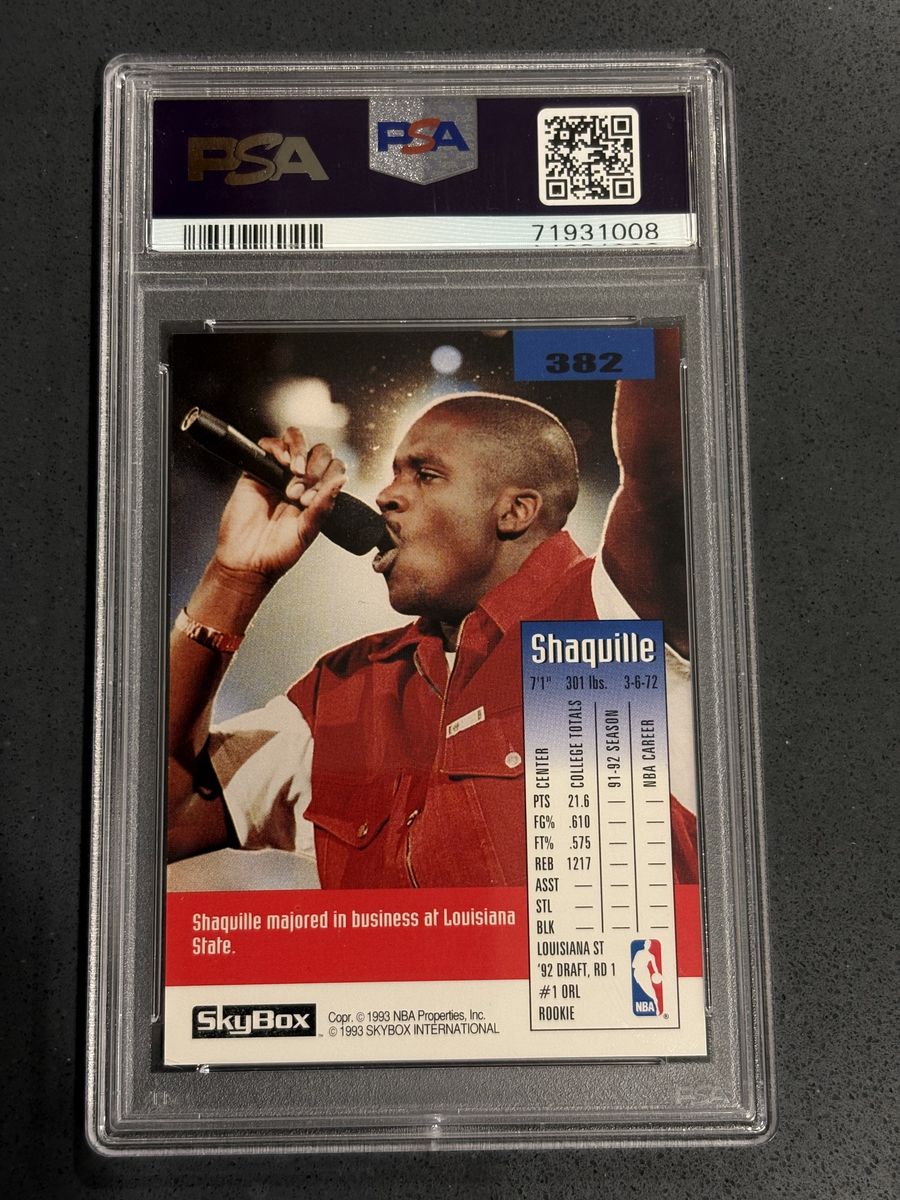 PSA
PSA
71931008
382
Shaquille
7'1" 301 lbs. 3-6-72
CENTER COLLEGE TOTALS 91-92 SEASON NBA CAREER
PTS 21.6 — —
FG% .610 — —
FT% .575 — —
REB 1217 — —
ASST — — —
STL — — —
BLK — — —
LOUISIANA ST
'92 DRAFT, RD 1
#1 ORL
ROOKIE
NBA ®
Shaquille majored in business at Louisiana
State.
SkyBox ™
Copr. © 1993 NBA Properties, Inc.
© 1993 SKYBOX INTERNATIONAL
PSA